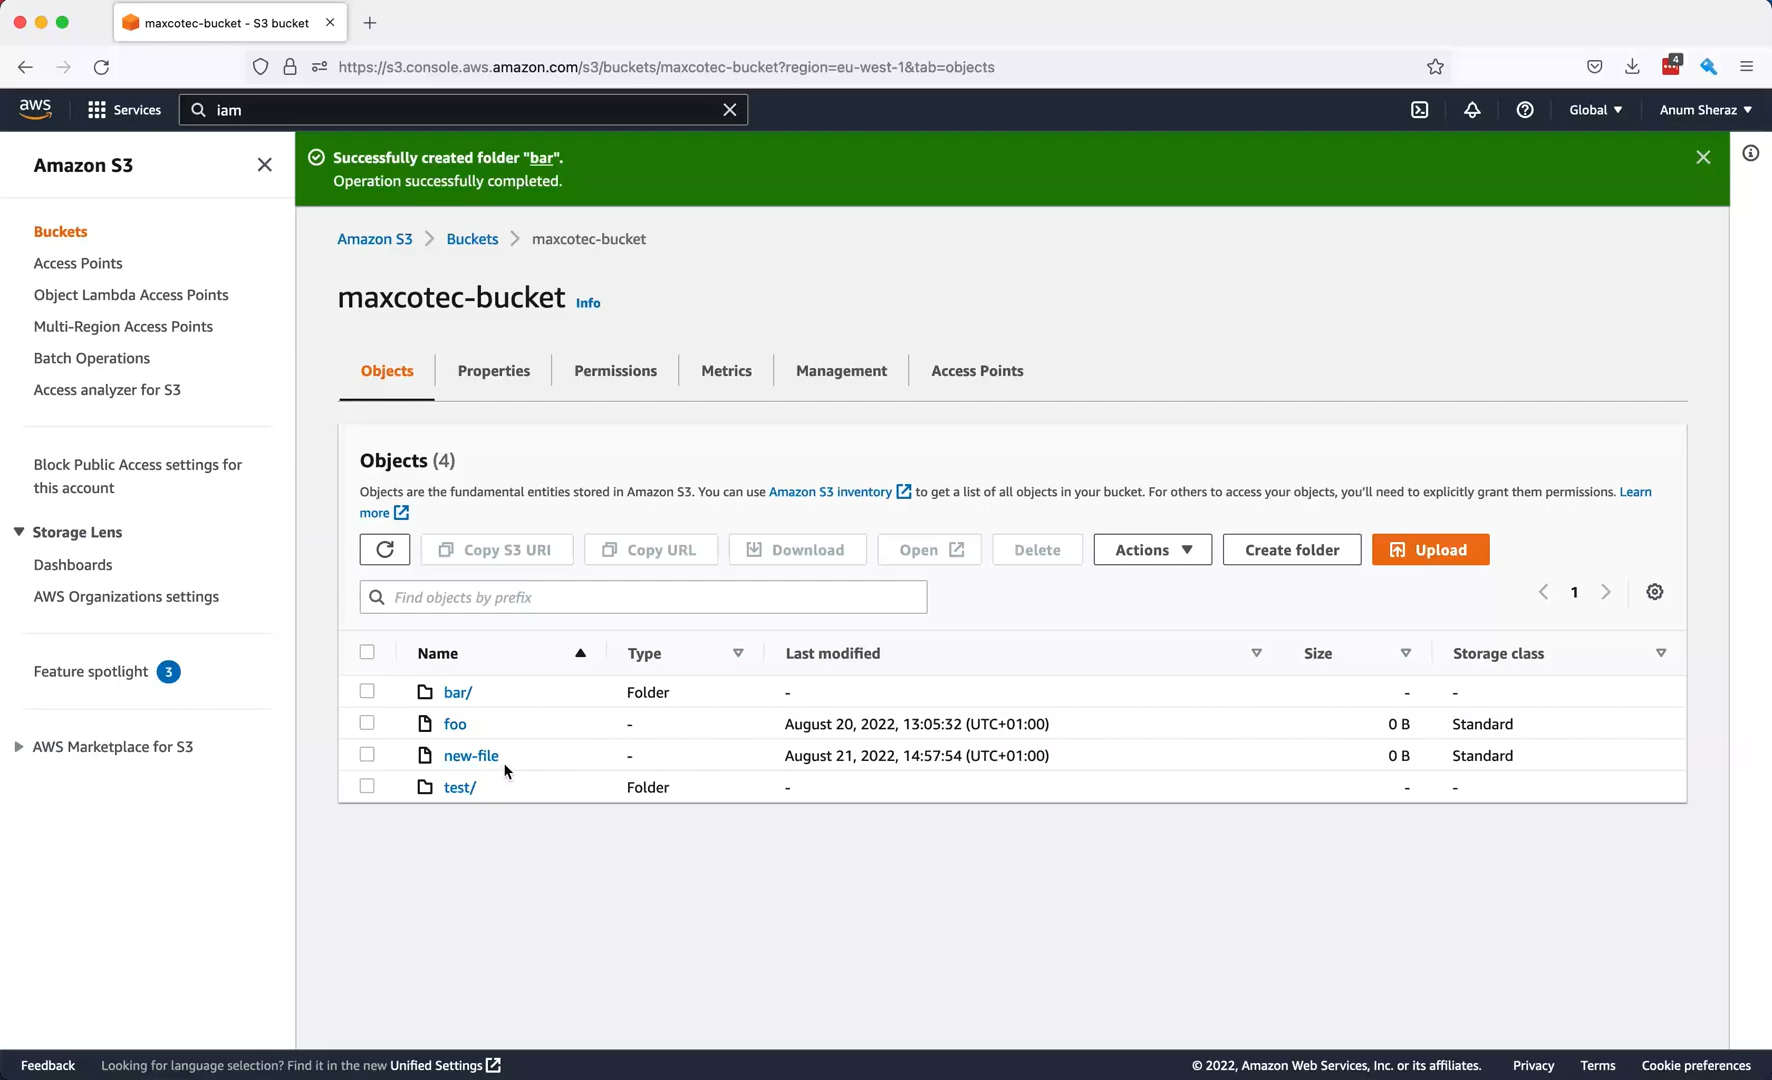 maxcotec-bucket - S3 bucket
https://s3.console.aws.amazon.com/s3/buckets/maxcotec-bucket?region=eu-west-1&tab=objects
4
aws
Services
iam
Global
Anum Sheraz
Amazon S3
Buckets
Access Points
Object Lambda Access Points
Multi-Region Access Points
Batch Operations
Access analyzer for S3
Block Public Access settings for
this account
Storage Lens
Dashboards
AWS Organizations settings
Feature spotlight 3
AWS Marketplace for S3
Successfully created folder "bar".
Operation successfully completed.
Amazon S3 > Buckets > maxcotec-bucket
maxcotec-bucket Info
Objects Properties Permissions Metrics Management Access Points
Objects (4)
Objects are the fundamental entities stored in Amazon S3. You can use Amazon S3 inventory to get a list of all objects in your bucket. For others to access your objects, you'll need to explicitly grant them permissions. Learn
more
Copy S3 URI Copy URL Download Open Delete Actions Create folder Upload
Find objects by prefix
1
Name Type Last modified Size Storage class
bar/ Folder - - -
foo - August 20, 2022, 13:05:32 (UTC+01:00) 0 B Standard
new-file - August 21, 2022, 14:57:54 (UTC+01:00) 0 B Standard
test/ Folder - - -
Feedback Looking for language selection? Find it in the new Unified Settings © 2022, Amazon Web Services, Inc. or its affiliates. Privacy Terms Cookie preferences